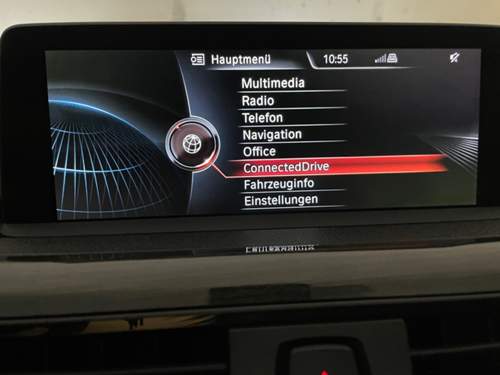 Hauptmenü 10:55
Multimedia
Radio
Telefon
Navigation
Office
ConnectedDrive
Fahrzeuginfo
Einstellungen